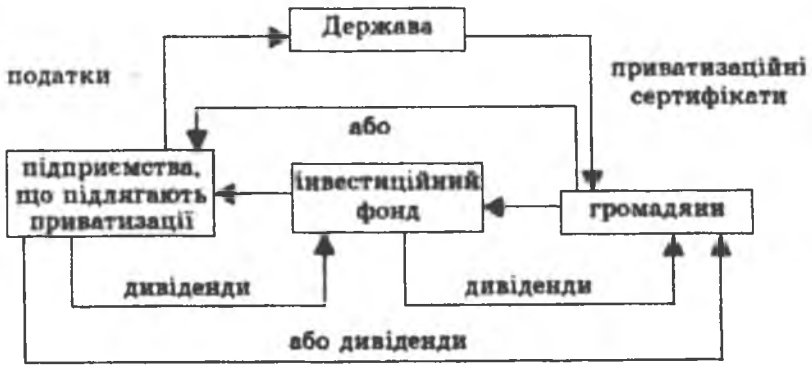 Держава
податки
приватизаційні
сертифікати
або
підприємства,
що підлягають
приватизації
інвестиційний
фонд
громадяни
дивіденди
дивіденди
або дивіденди